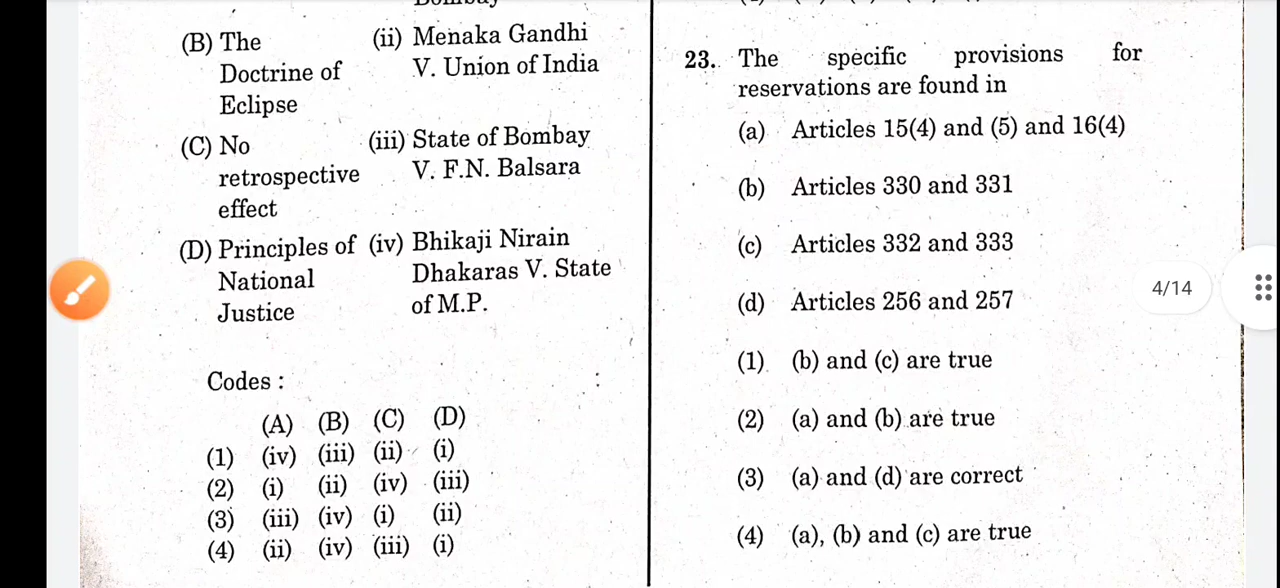 (B) The (ii) Menaka Gandhi
Doctrine of V. Union of India
Eclipse
(C) No (iii) State of Bombay
retrospective V. F.N. Balsara
effect
(D) Principles of (iv) Bhikaji Nirain
National Dhakaras V. State
Justice of M.P.
Codes :
(A) (B) (C) (D)
(1) (iv) (iii) (ii) (i)
(2) (i) (ii) (iv) (iii)
(3) (iii) (iv) (i) (ii)
(4) (ii) (iv) (iii) (i)
23. The specific provisions for
reservations are found in
(a) Articles 15(4) and (5) and 16(4)
(b) Articles 330 and 331
(c) Articles 332 and 333
(d) Articles 256 and 257
(1) (b) and (c) are true
(2) (a) and (b) are true
(3) (a) and (d) are correct
(4) (a), (b) and (c) are true
4/14